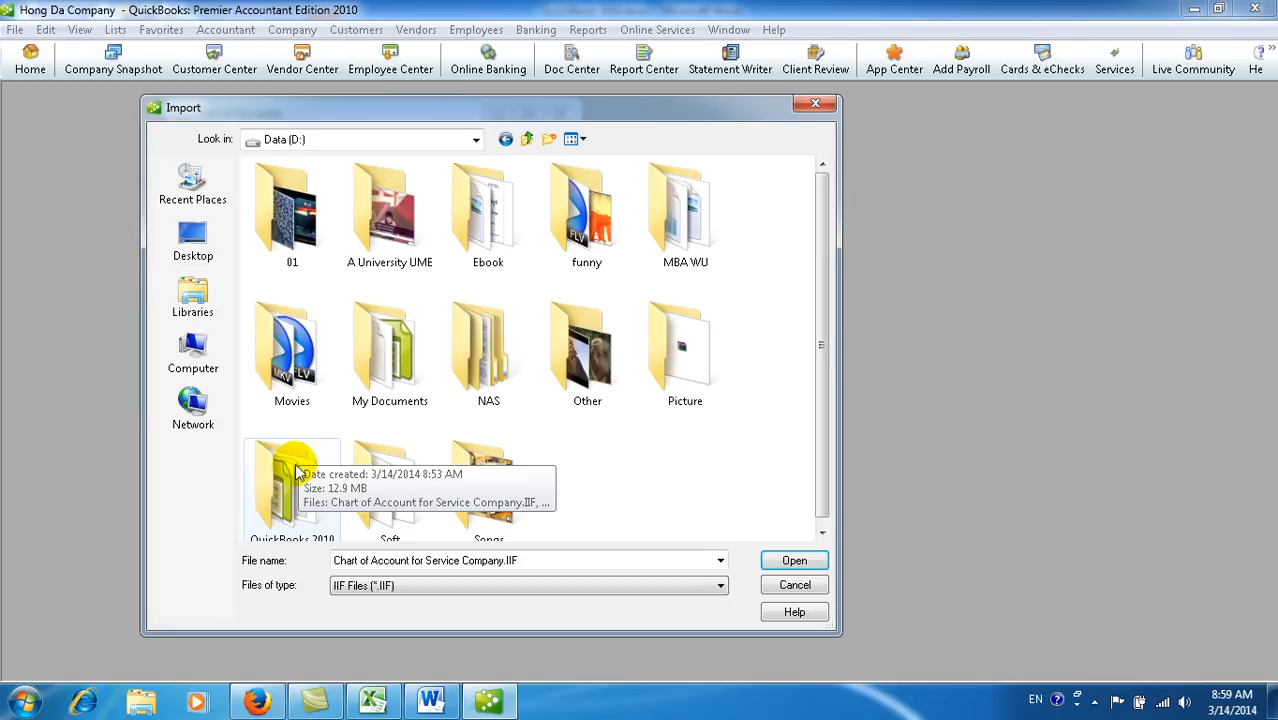 Hong Da Company - QuickBooks: Premier Accountant Edition 2010
File Edit View Lists Favorites Accountant Company Customers Vendors Employees Banking Reports Online Services Window Help
Home Company Snapshot Customer Center Vendor Center Employee Center Online Banking Doc Center Report Center Statement Writer Client Review App Center Add Payroll Cards & eChecks Services Live Community He
Import
Look in: Data (D:)
Recent Places
Desktop
Libraries
Computer
Network
01 A University UME Ebook funny MBA WU
FLV
Movies My Documents NAS Other Picture
MKV FLV
Date created: 3/14/2014 8:53 AM
Size: 12.9 MB
Files: Chart of Account for Service Company.IIF, ...
QuickBooks 2010 Soft Songs
File name: Chart of Account for Service Company.IIF Open
Files of type: IIF Files (*.IIF) Cancel
Help
EN
8:59 AM
3/14/2014